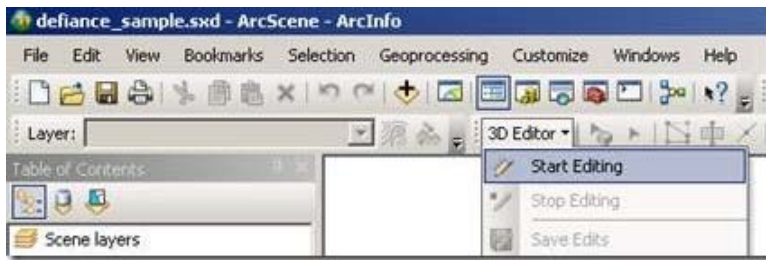 defiance_sample.sxd - ArcScene - ArcInfo
File Edit View Bookmarks Selection Geoprocessing Customize Windows Help
Layer: 3D Editor
Table of Contents
Start Editing
Stop Editing
Scene layers
Save Edits